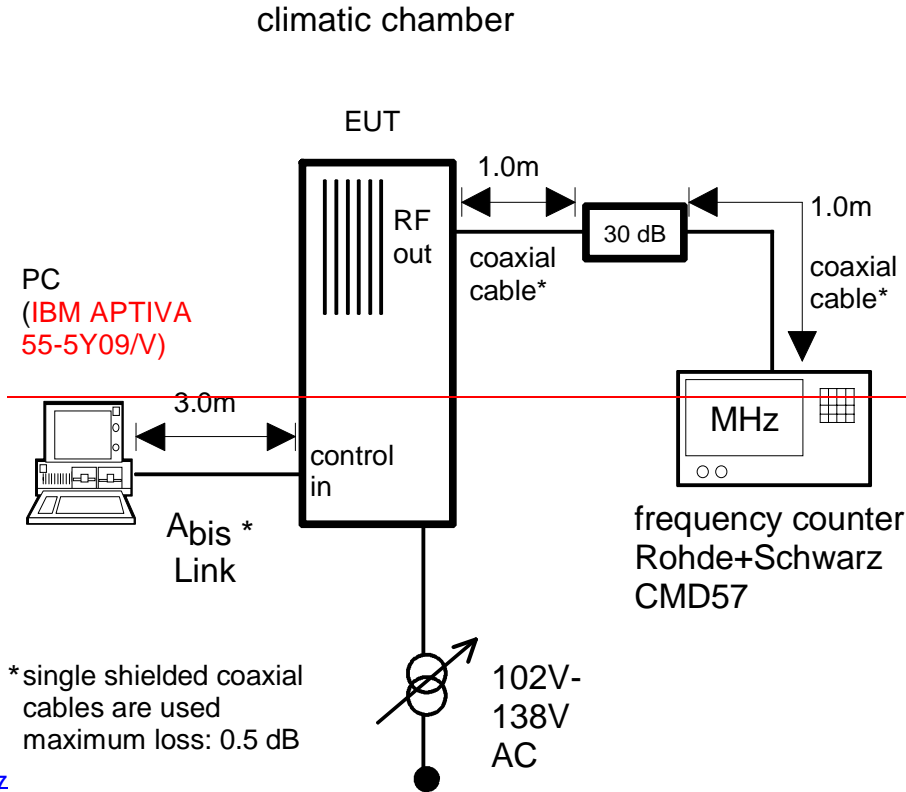 climatic chamber
EUT
1.0m
RF
out
30 dB
1.0m
coaxial
cable*
coaxial
cable*
PC
(IBM APTIVA
55-5Y09/V)
3.0m
MHz
control
in
Abis *
Link
frequency counter
Rohde+Schwarz
CMD57
*single shielded coaxial
cables are used
maximum loss: 0.5 dB
102V-
138V
AC
z